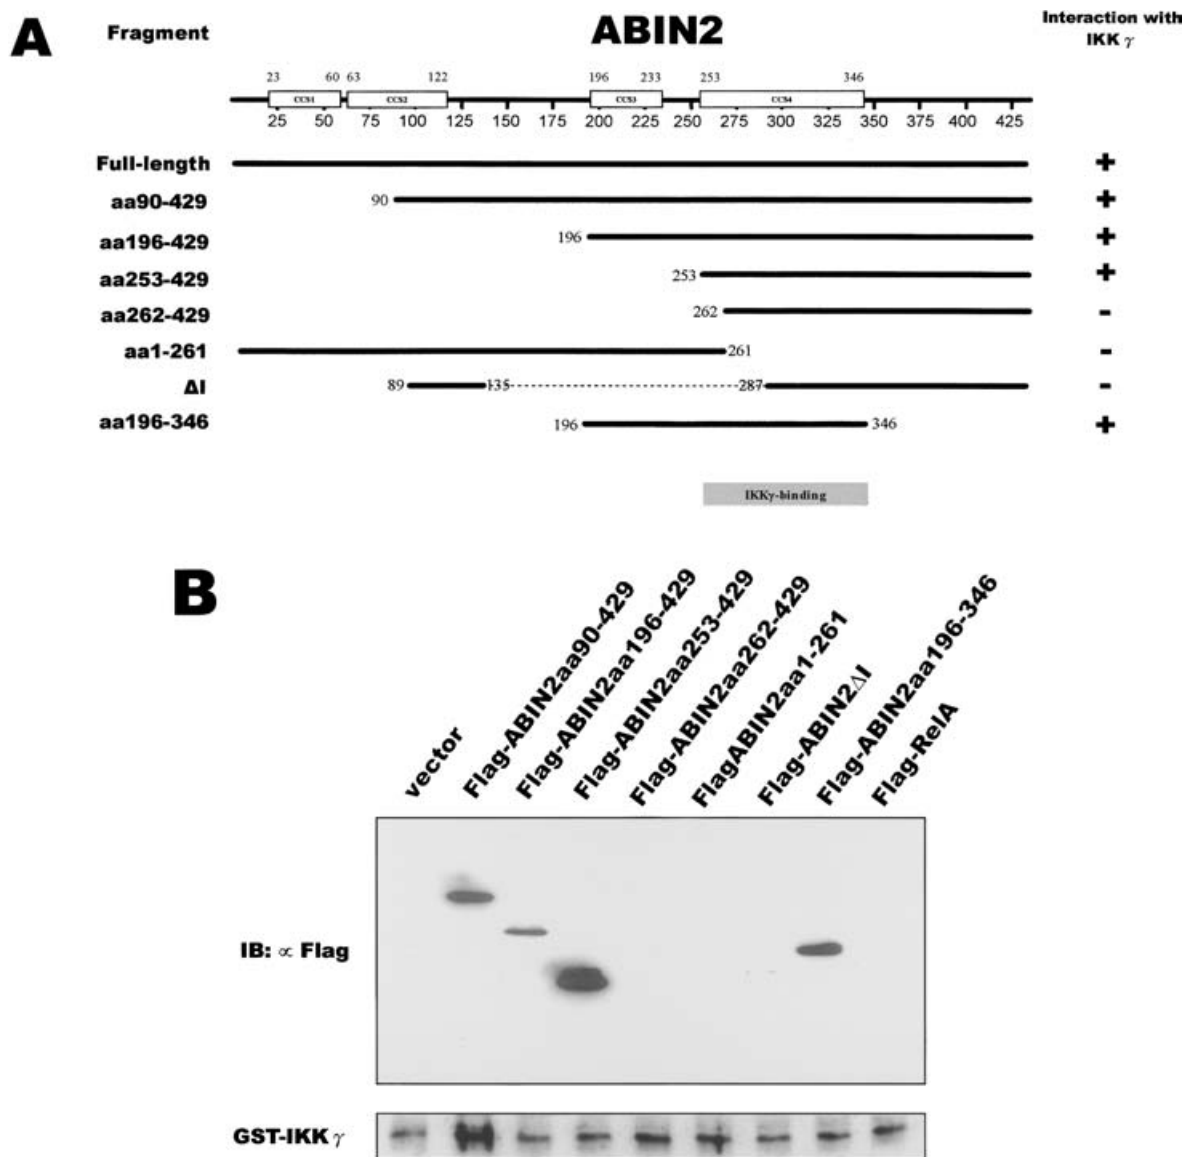 A
Fragment
ABIN2
Interaction with
IKK γ
23 60 63 122 196 233 253 346
CCS1 CCS2 CCS3 CCS4
25 50 75 100 125 150 175 200 225 250 275 300 325 350 375 400 425
Full-length +
aa90-429 90 +
aa196-429 196 +
aa253-429 253 +
aa262-429 262 -
aa1-261 261 -
ΔI 89 135 287 -
aa196-346 196 346 +
IKKγ-binding
B
vector
Flag-ABIN2aa90-429
Flag-ABIN2aa196-429
Flag-ABIN2aa253-429
Flag-ABIN2aa262-429
FlagABIN2aa1-261
Flag-ABIN2ΔI
Flag-ABIN2aa196-346
Flag-RelA
IB: ∝ Flag
GST-IKK γ